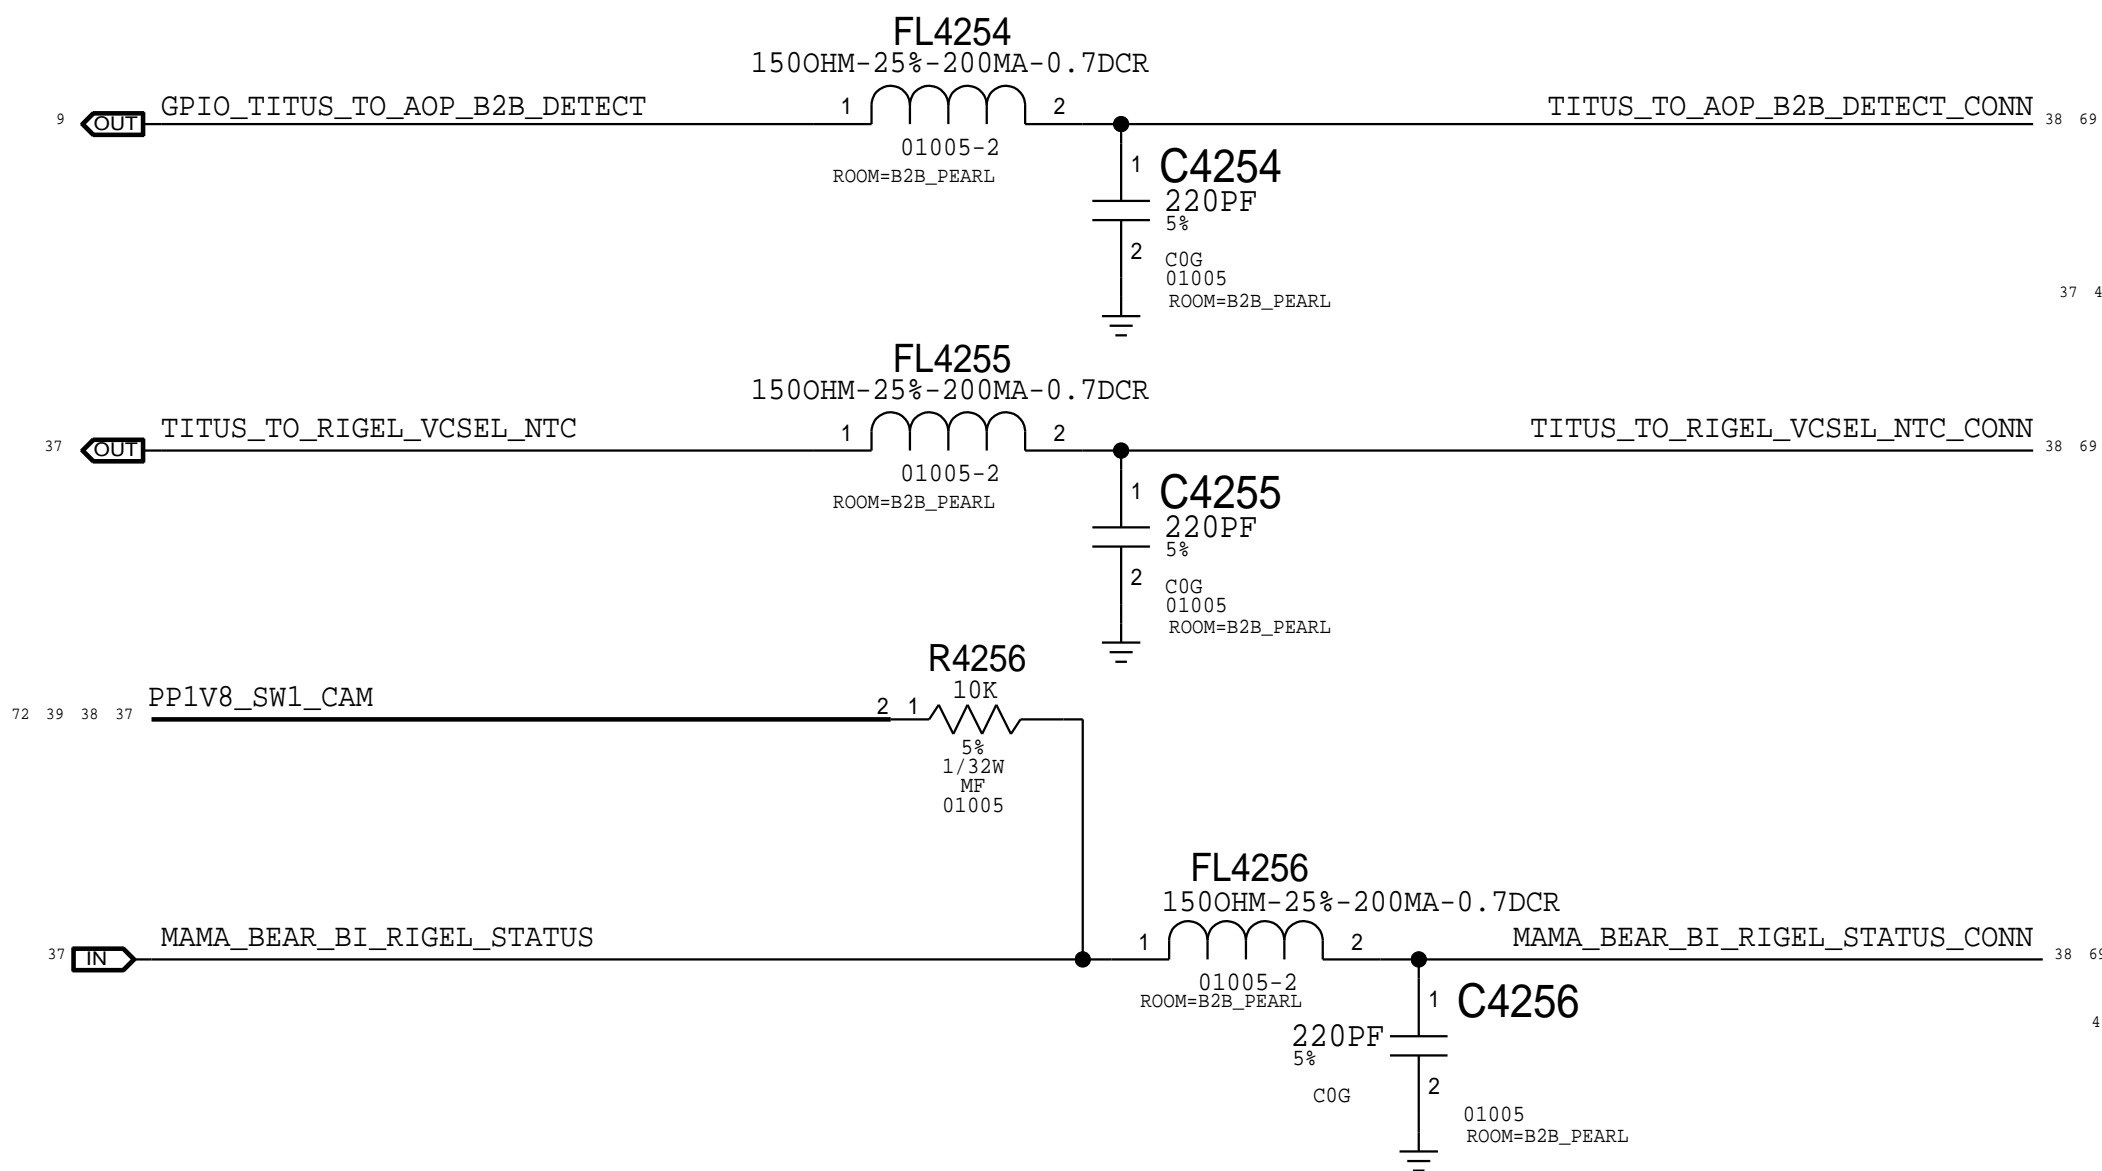 FL4254
150OHM-25%-200MA-0.7DCR
9 OUT GPIO_TITUS_TO_AOP_B2B_DETECT 1 2 TITUS_TO_AOP_B2B_DETECT_CONN 38 69
01005-2
ROOM=B2B_PEARL
1 C4254
220PF
5%
2
C0G
01005
ROOM=B2B_PEARL
37 4
FL4255
150OHM-25%-200MA-0.7DCR
37 OUT TITUS_TO_RIGEL_VCSEL_NTC 1 2 TITUS_TO_RIGEL_VCSEL_NTC_CONN 38 69
01005-2
ROOM=B2B_PEARL
1 C4255
220PF
5%
2
C0G
01005
ROOM=B2B_PEARL
R4256
10K
72 39 38 37 PP1V8_SW1_CAM 2 1
5%
1/32W
MF
01005
FL4256
150OHM-25%-200MA-0.7DCR
37 IN MAMA_BEAR_BI_RIGEL_STATUS 1 2 MAMA_BEAR_BI_RIGEL_STATUS_CONN 38 69
01005-2
ROOM=B2B_PEARL
1 C4256
4
220PF
5%
2
C0G
01005
ROOM=B2B_PEARL